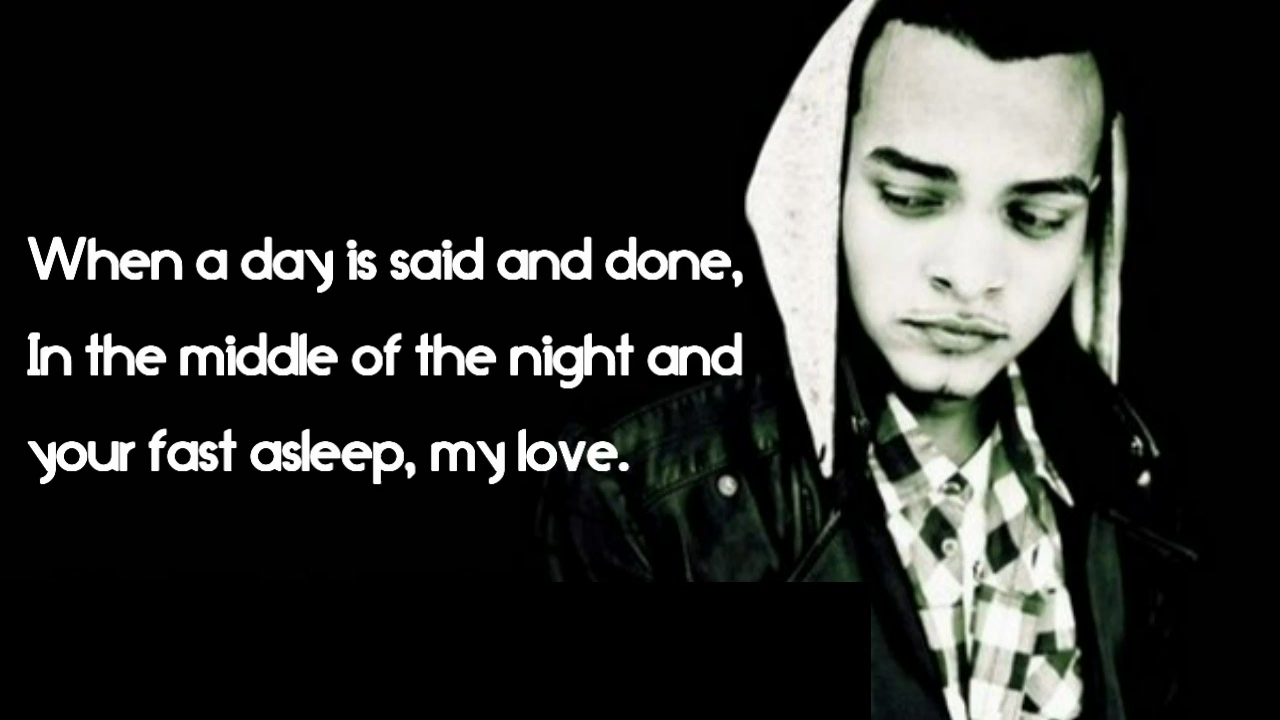 When a day is said and done,
In the middle of the night and
your fast asleep, my love.